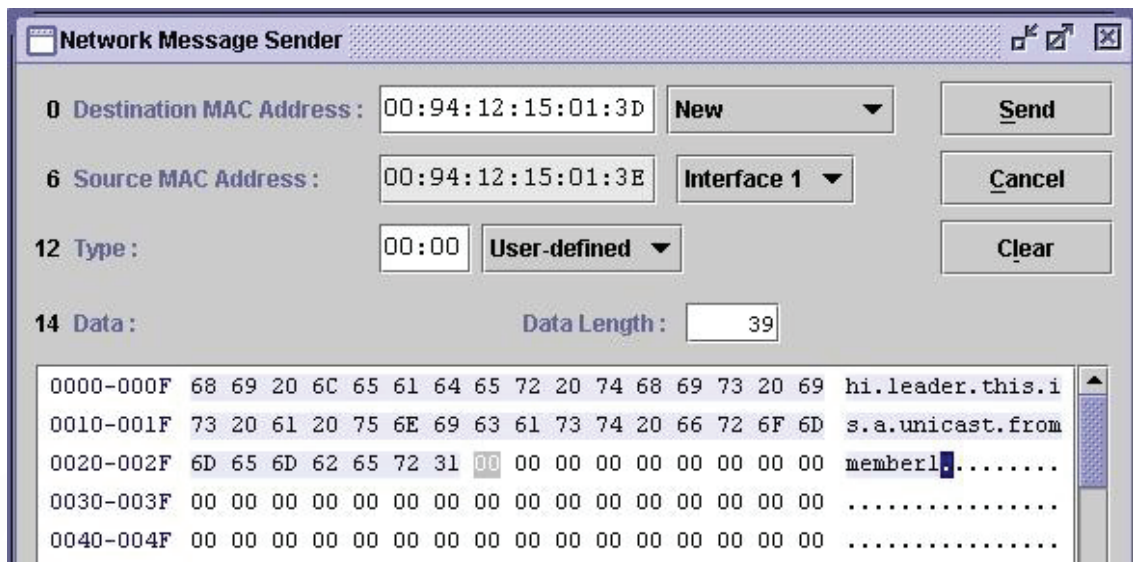 Network Message Sender
0 Destination MAC Address : 00:94:12:15:01:3D New Send
6 Source MAC Address : 00:94:12:15:01:3E Interface 1 Cancel
12 Type : 00:00 User-defined Clear
14 Data : Data Length : 39
0000-000F 68 69 20 6C 65 61 64 65 72 20 74 68 69 73 20 69 hi.leader.this.i
0010-001F 73 20 61 20 75 6E 69 63 61 73 74 20 66 72 6F 6D s.a.unicast.from
0020-002F 6D 65 6D 62 65 72 31 00 00 00 00 00 00 00 00 00 member1.........
0030-003F 00 00 00 00 00 00 00 00 00 00 00 00 00 00 00 00 ................
0040-004F 00 00 00 00 00 00 00 00 00 00 00 00 00 00 00 00 ................